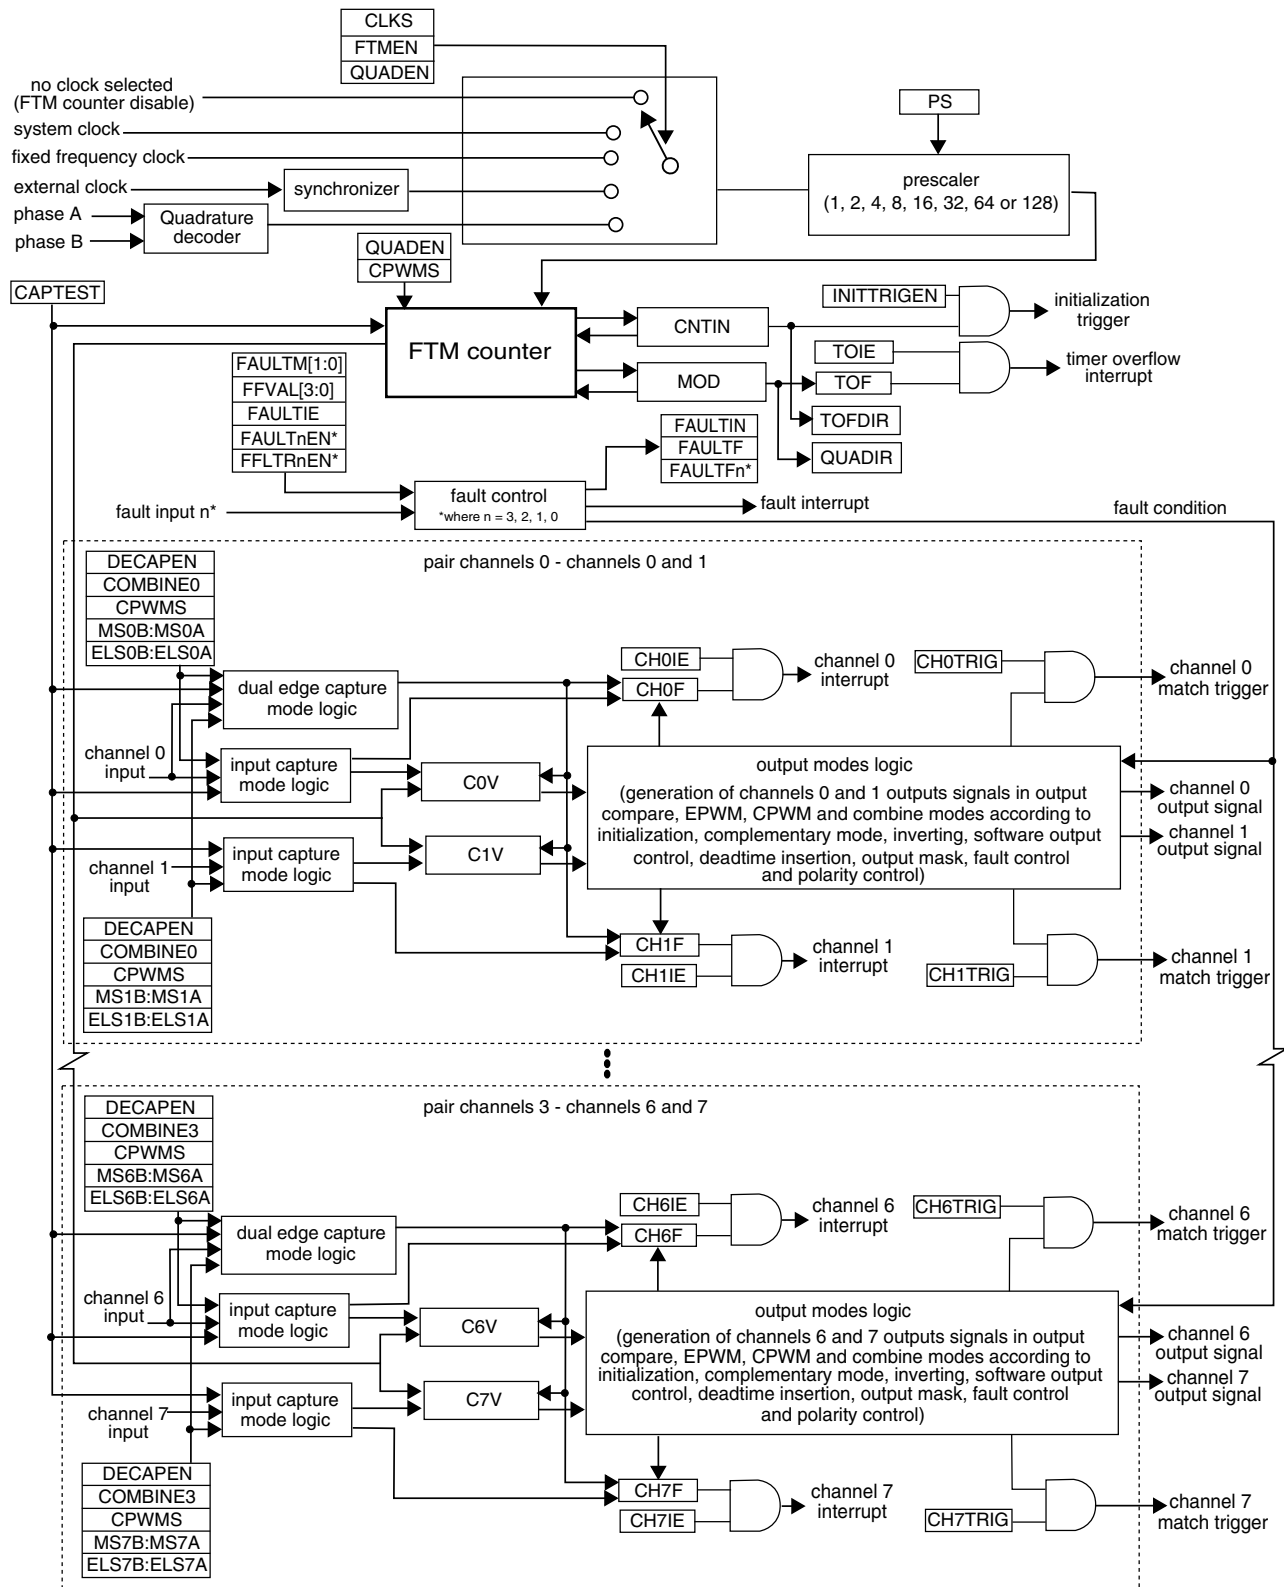 CLKS
FTMEN
QUADEN
no clock selected
(FTM counter disable)
system clock
fixed frequency clock
external clock
synchronizer
phase A
phase B
Quadrature
decoder
PS
prescaler
(1, 2, 4, 8, 16, 32, 64 or 128)
QUADEN
CPWMS
CAPTEST
FTM counter
CNTIN
MOD
INITTRIGEN
initialization
trigger
TOIE
TOF
timer overflow
interrupt
TOFDIR
QUADIR
FAULTM[1:0]
FFVAL[3:0]
FAULTIE
FAULTnEN*
FFLTRnEN*
FAULTIN
FAULTF
FAULTFn*
fault input n*
fault control
*where n = 3, 2, 1, 0
fault interrupt
fault condition
pair channels 0 - channels 0 and 1
DECAPEN
COMBINE0
CPWMS
MS0B:MS0A
ELS0B:ELS0A
dual edge capture
mode logic
channel 0
input
input capture
mode logic
C0V
channel 1
input
input capture
mode logic
C1V
DECAPEN
COMBINE0
CPWMS
MS1B:MS1A
ELS1B:ELS1A
CH0IE
CH0F
channel 0
interrupt
CH0TRIG
channel 0
match trigger
output modes logic
(generation of channels 0 and 1 outputs signals in output
compare, EPWM, CPWM and combine modes according to
initialization, complementary mode, inverting, software output
control, deadtime insertion, output mask, fault control
and polarity control)
channel 0
output signal
channel 1
output signal
CH1F
CH1IE
channel 1
interrupt
CH1TRIG
channel 1
match trigger
pair channels 3 - channels 6 and 7
DECAPEN
COMBINE3
CPWMS
MS6B:MS6A
ELS6B:ELS6A
dual edge capture
mode logic
channel 6
input
input capture
mode logic
C6V
channel 7
input
input capture
mode logic
C7V
DECAPEN
COMBINE3
CPWMS
MS7B:MS7A
ELS7B:ELS7A
CH6IE
CH6F
channel 6
interrupt
CH6TRIG
channel 6
match trigger
output modes logic
(generation of channels 6 and 7 outputs signals in output
compare, EPWM, CPWM and combine modes according to
initialization, complementary mode, inverting, software output
control, deadtime insertion, output mask, fault control
and polarity control)
channel 6
output signal
channel 7
output signal
CH7F
CH7IE
channel 7
interrupt
CH7TRIG
channel 7
match trigger